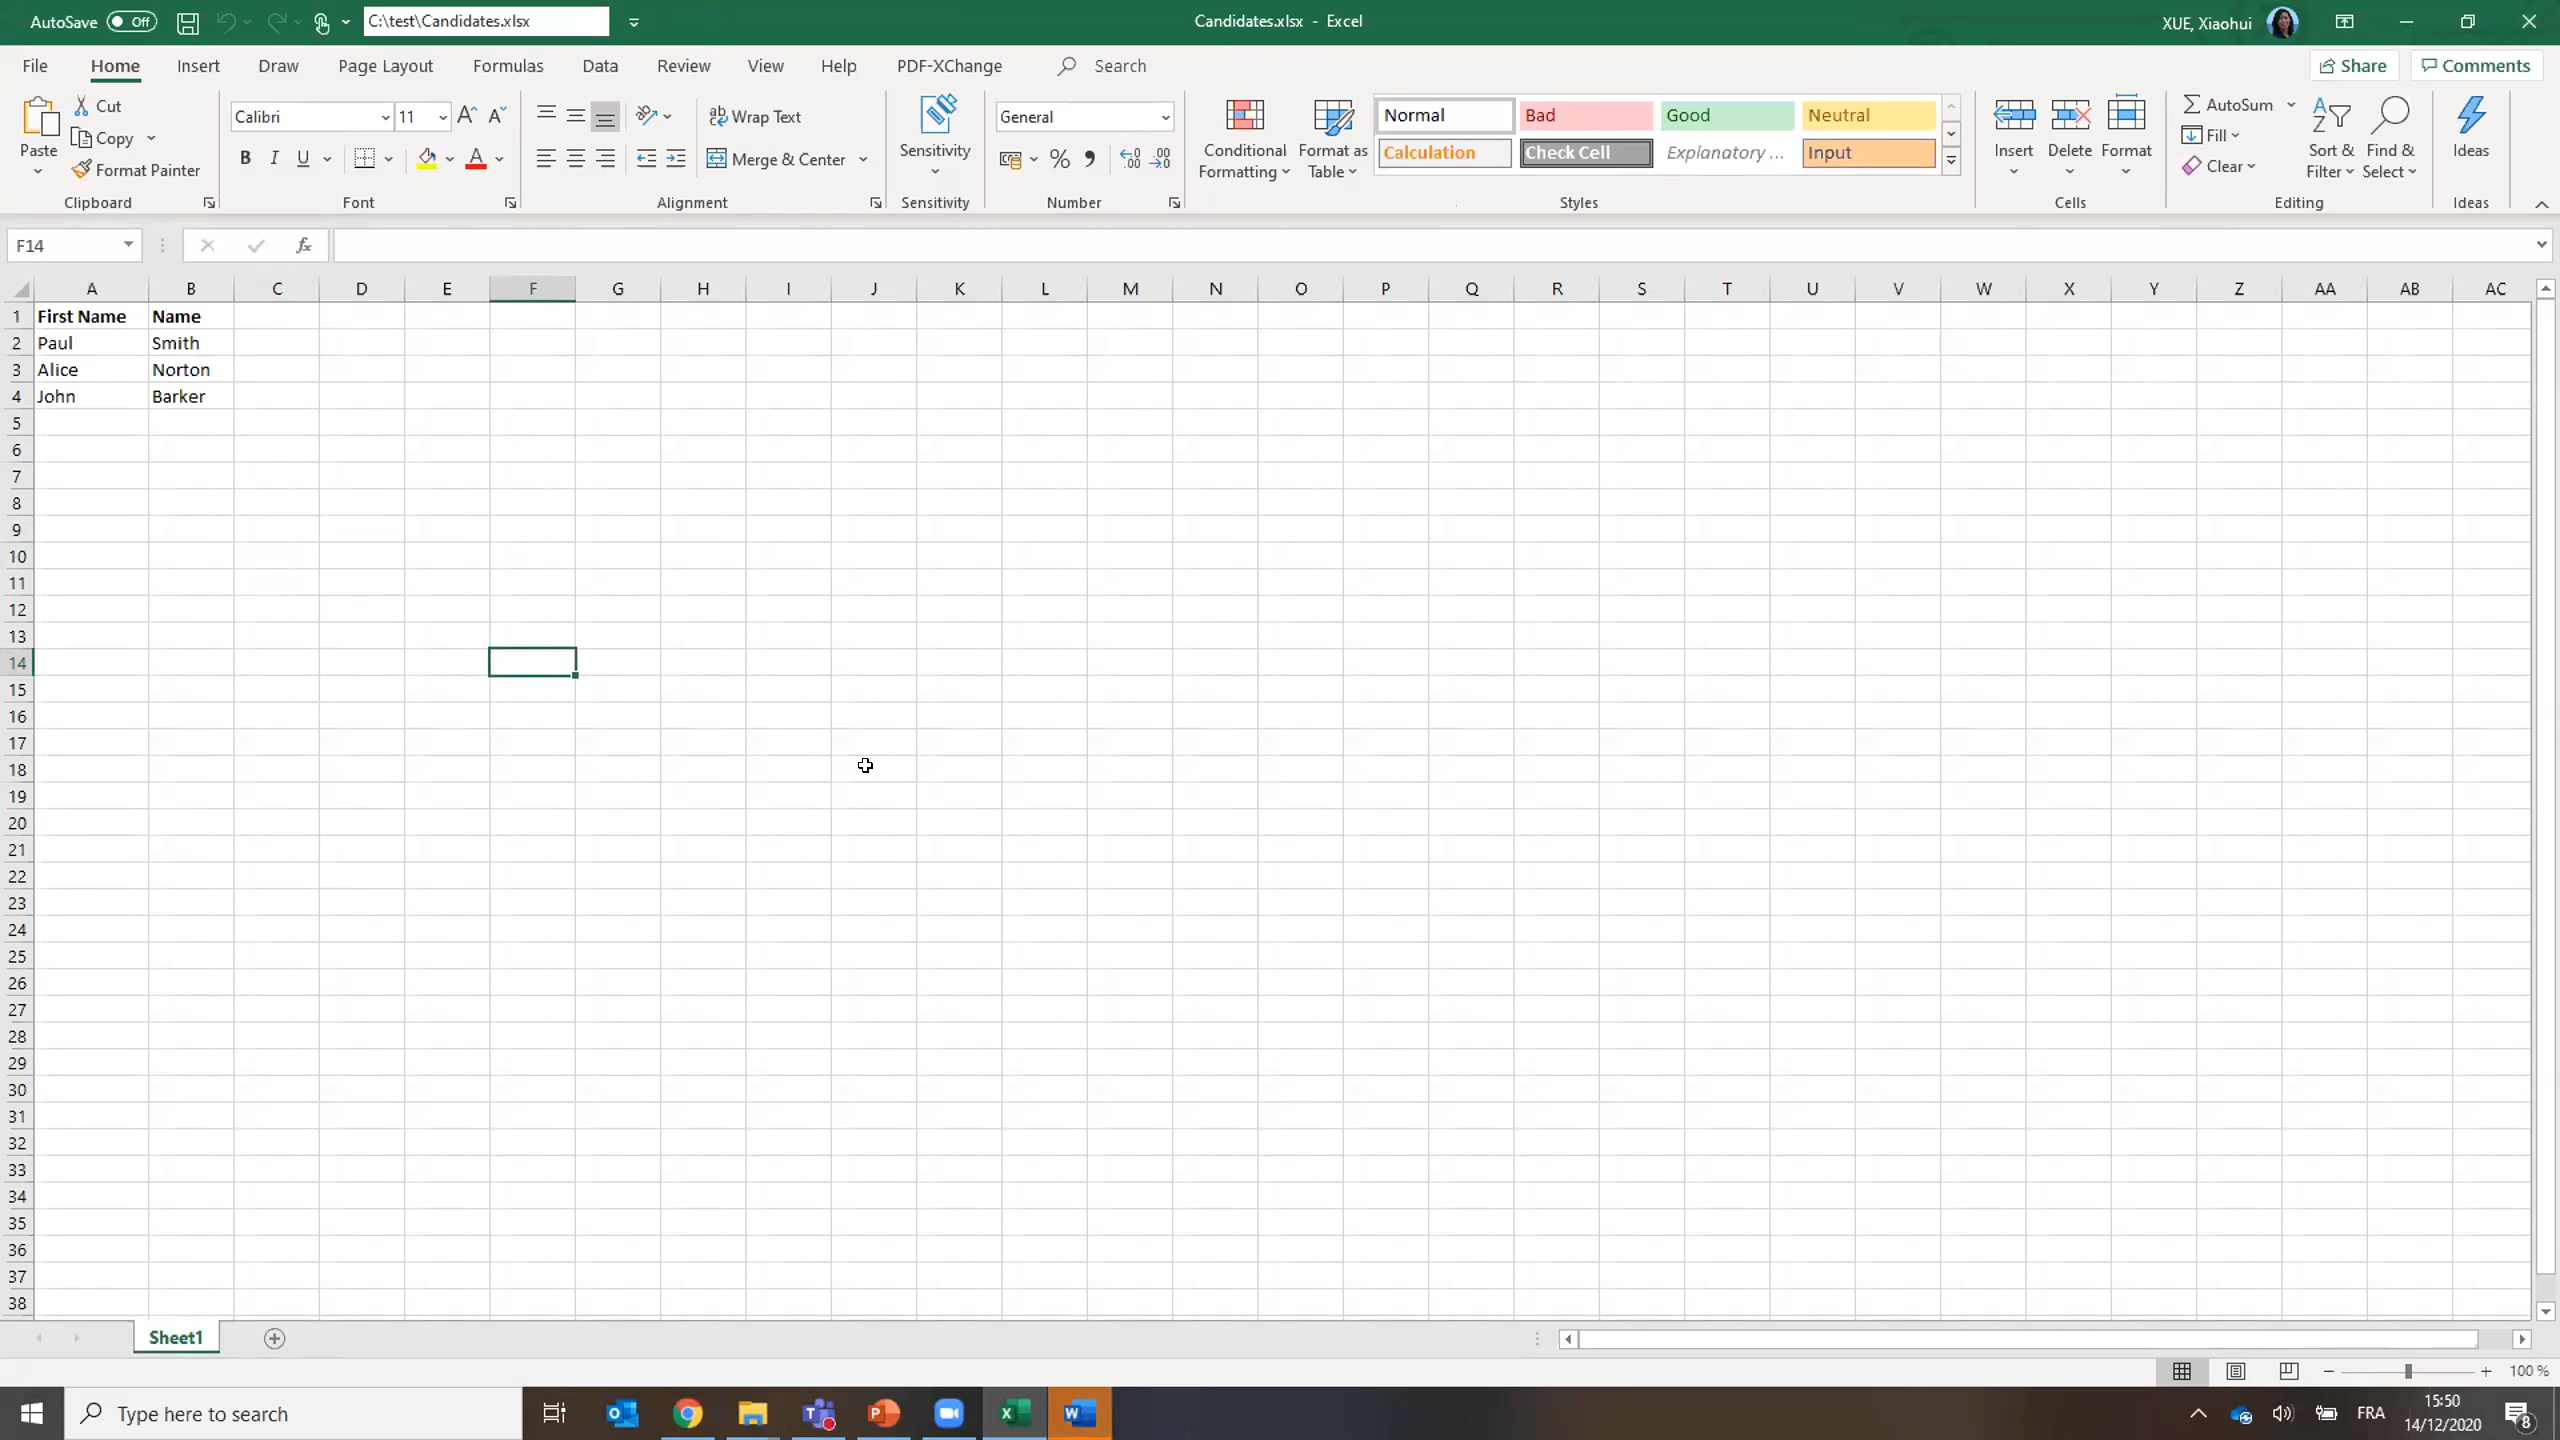 AutoSave Off C:\test\Candidates.xlsx Candidates.xlsx - Excel XUE, Xiaohui
File Home Insert Draw Page Layout Formulas Data Review View Help PDF-XChange Search Share Comments
Paste Cut Copy Format Painter
Calibri 11
B I U A
Wrap Text
Merge & Center
Sensitivity
General
Conditional Formatting
Format as Table
Normal Bad Good Neutral
Calculation Check Cell Explanatory ... Input
Insert Delete Format
AutoSum
Fill
Clear
Sort & Filter
Find & Select
Ideas
Clipboard Font Alignment Sensitivity Number Styles Cells Editing Ideas
F14 fx
A B C D E F G H I J K L M N O P Q R S T U V W X Y Z AA AB AC
1 First Name Name
2 Paul Smith
3 Alice Norton
4 John Barker
5
6
7
8
9
10
11
12
13
14
15
16
17
18
19
20
21
22
23
24
25
26
27
28
29
30
31
32
33
34
35
36
37
38
Sheet1
100 %
Type here to search FRA 15:50
14/12/2020 8